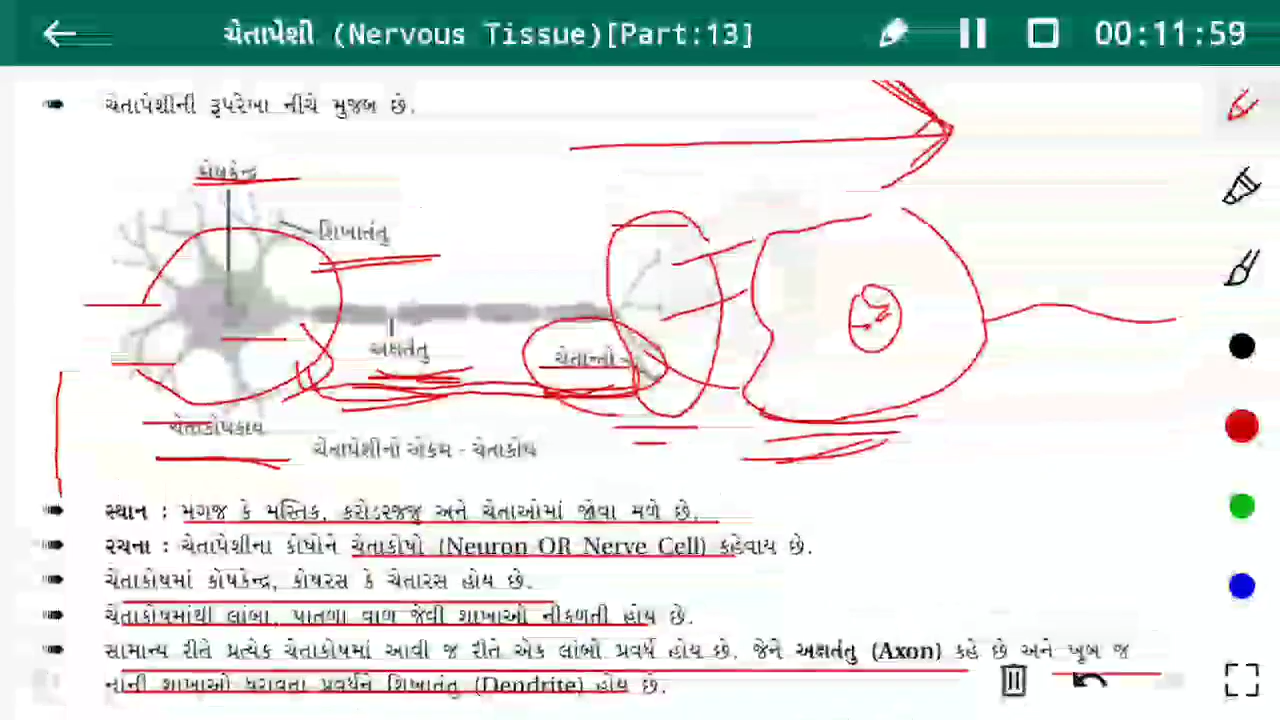 ચેતાપેશી (Nervous Tissue)[Part:13] 00:11:59
ચેતાપેશીની રૂપરેખા નીચે મુજબ છે.
કોષકેન્દ્ર
શિખાતંતુ
અક્ષતંતુ
ચેતાન્તો
ચેતાકોષકાય
ચેતાપેશીનો એકમ - ચેતાકોષ
સ્થાન : મગજ કે મસ્તિક, કરોડરજ્જુ અને ચેતાઓમાં જોવા મળે છે.
રચના : ચેતાપેશીના કોષોને ચેતાકોષો (Neuron OR Nerve Cell) કહેવાય છે.
ચેતાકોષમાં કોષકેન્દ્ર, કોષરસ કે ચેતારસ હોય છે.
ચેતાકોષમાંથી લાંબા, પાતળા વાળ જેવી શાખાઓ નીકળતી હોય છે.
સામાન્ય રીતે પ્રત્યેક ચેતાકોષમાં આવી જ રીતે એક લાંબો પ્રવર્ધ હોય છે. જેને અક્ષતંતુ (Axon) કહે છે અને ખૂબ જ
નાની શાખાઓ ધરાવતા પ્રવર્ધને શિખાતંતુ (Dendrite) હોય છે.